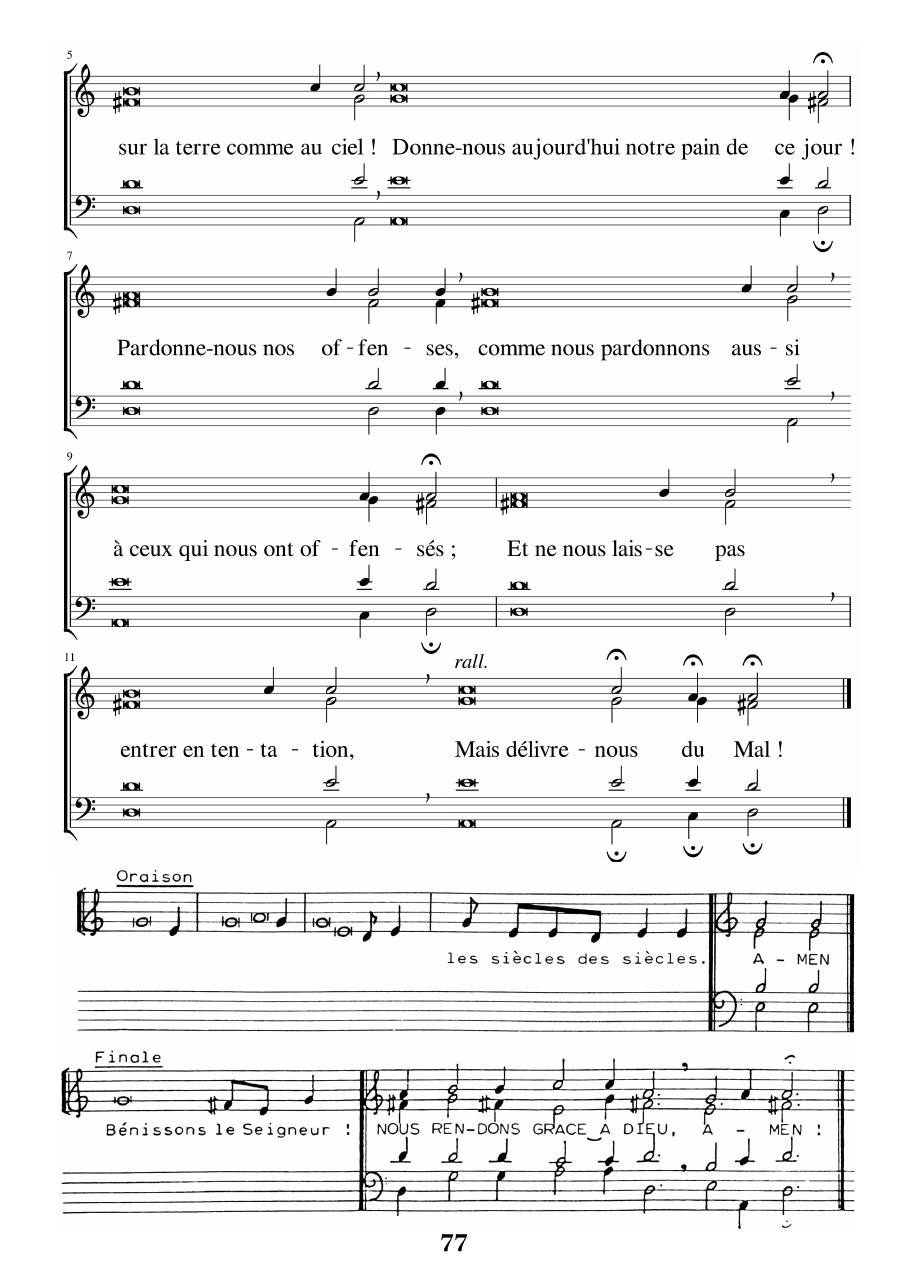 5
sur la terre comme au ciel ! Donne-nous aujourd'hui notre pain de ce jour !
7
Pardonne-nous nos of - fen - ses, comme nous pardonnons aus - si
9
à ceux qui nous ont of - fen - sés ; Et ne nous lais - se pas
11
rall.
entrer en ten - ta - tion, Mais délivre - nous du Mal !
Oraison
les siècles des siècles. A - MEN
Finale
Bénissons le Seigneur ! NOUS REN-DONS GRACE‿A DIEU, A - MEN !
77